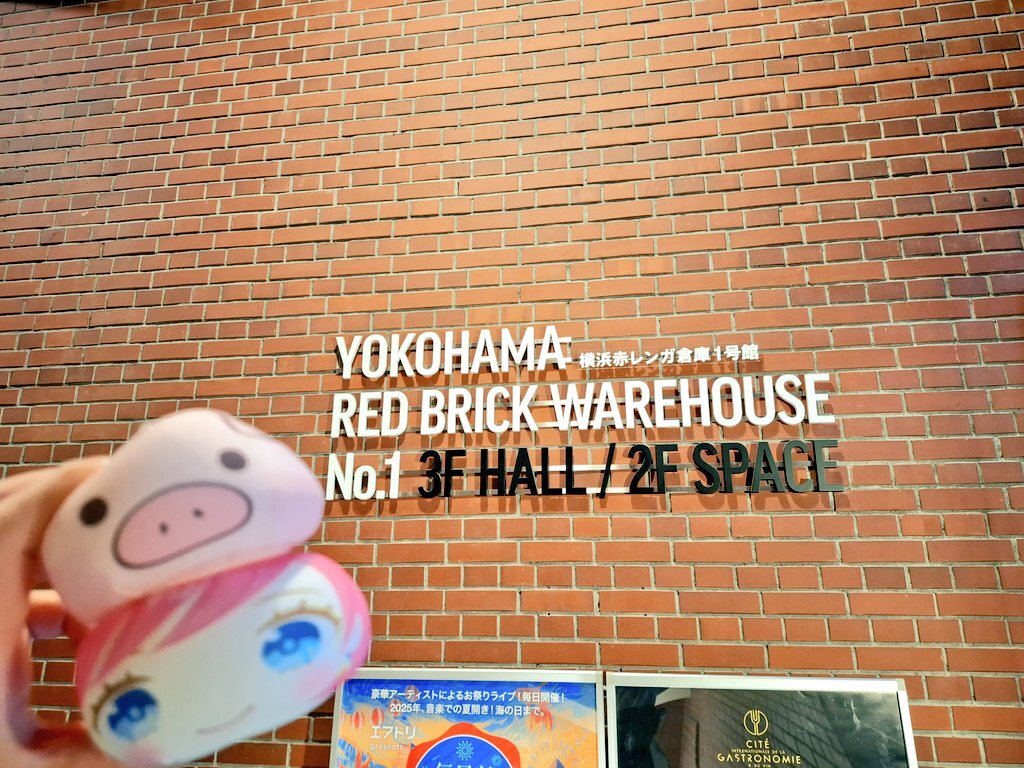 YOKOHAMA 横浜赤レンガ倉庫1号館
RED BRICK WAREHOUSE
No.1 3F HALL / 2F SPACE
豪華アーティストによるお祭りライブ!毎日開催!
2025年、音楽での夏開き!海の日まで。
エアトリ
presents
CITÉ
INTERNATIONALE DE LA
GASTRONOMIE
& DU VIN